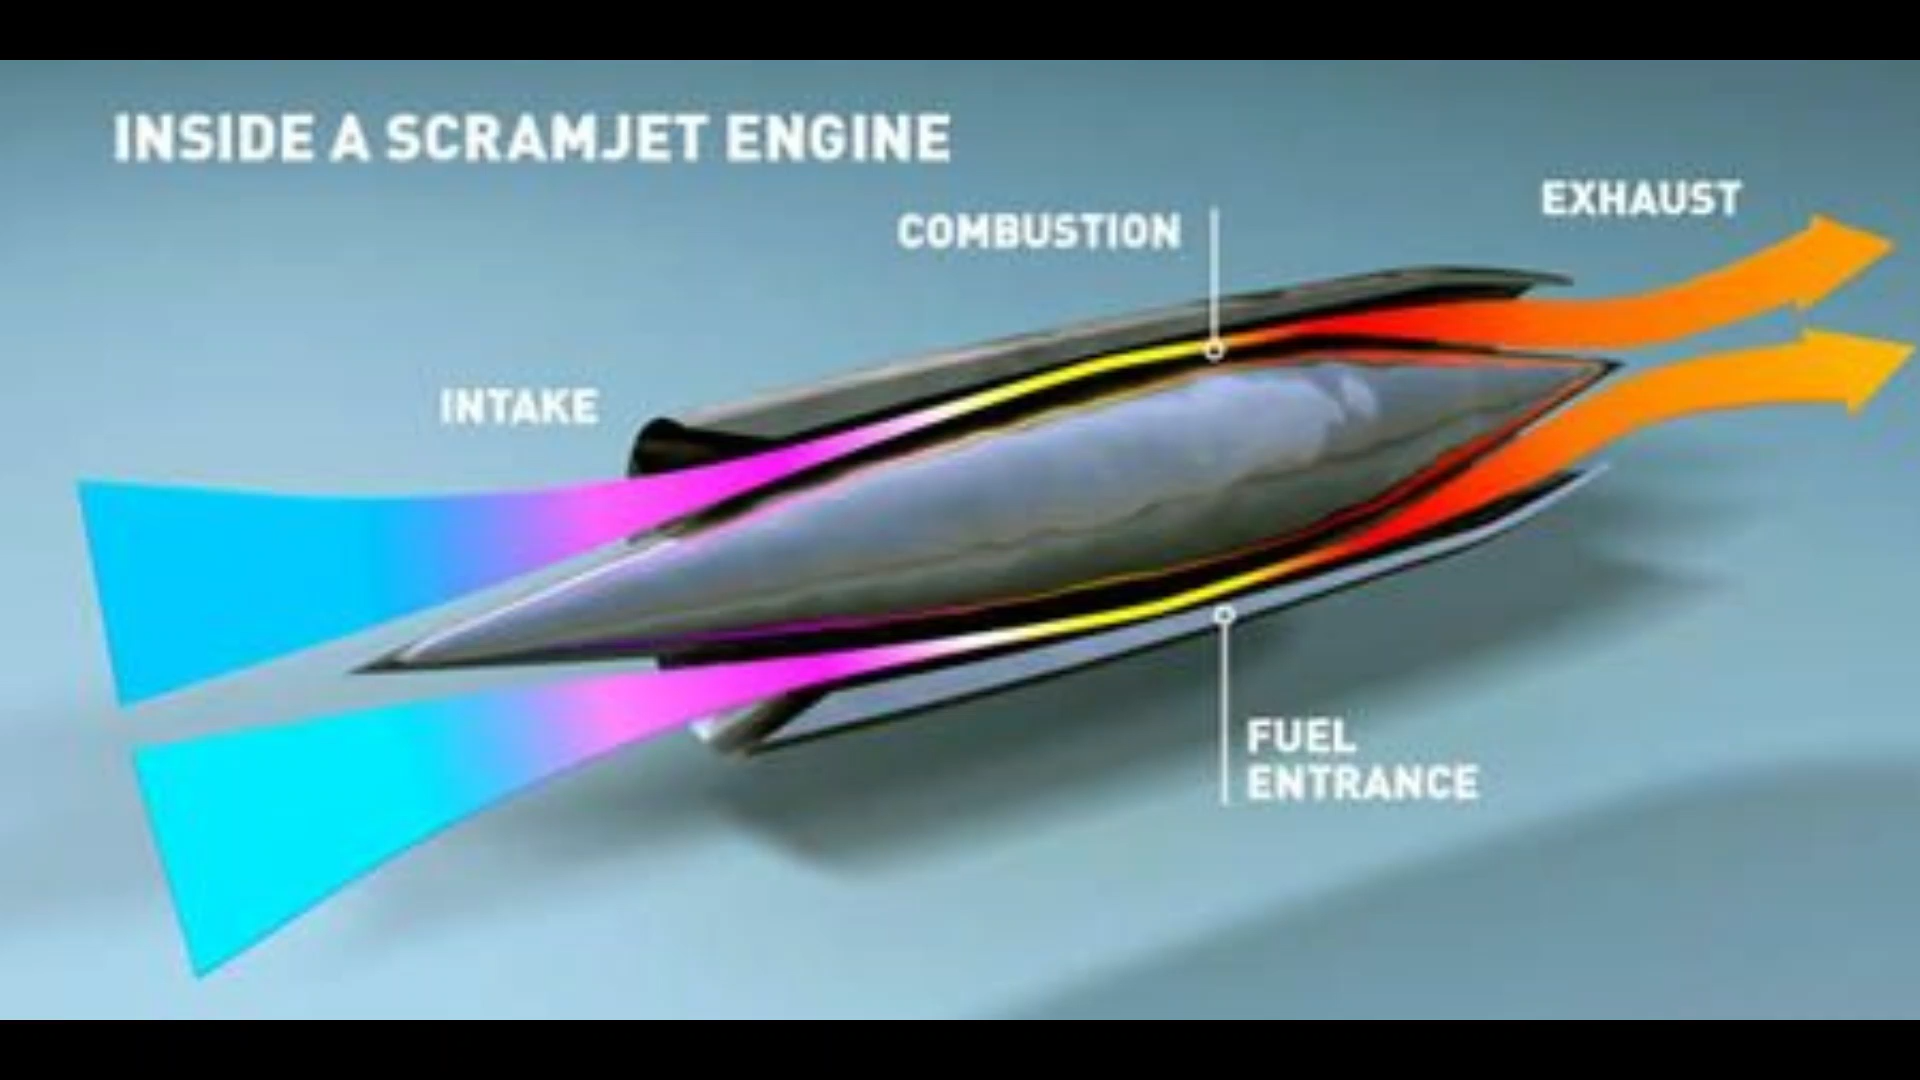 INSIDE A SCRAMJET ENGINE
EXHAUST
COMBUSTION
INTAKE
FUEL
ENTRANCE